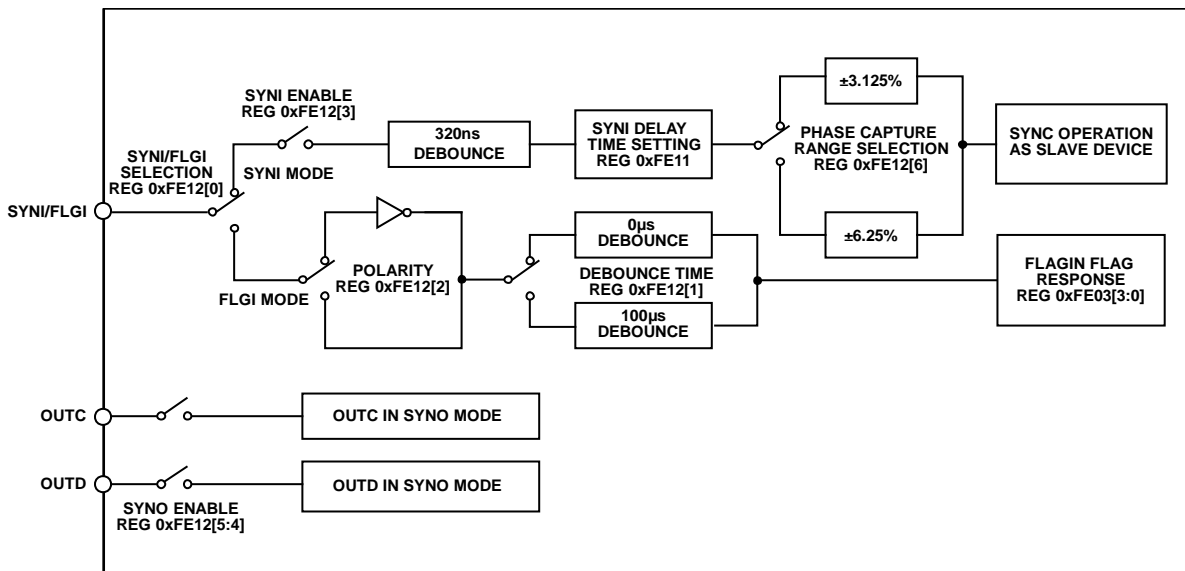 SYNI/FLGI
SYNI/FLGI
SELECTION
REG 0xFE12[0]
SYNI ENABLE
REG 0xFE12[3]
SYNI MODE
320ns
DEBOUNCE
SYNI DELAY
TIME SETTING
REG 0xFE11
±3.125%
PHASE CAPTURE
RANGE SELECTION
REG 0xFE12[6]
±6.25%
SYNC OPERATION
AS SLAVE DEVICE
FLGI MODE
POLARITY
REG 0xFE12[2]
0µs
DEBOUNCE
DEBOUNCE TIME
REG 0xFE12[1]
100µs
DEBOUNCE
FLAGIN FLAG
RESPONSE
REG 0xFE03[3:0]
OUTC
OUTC IN SYNO MODE
OUTD
OUTD IN SYNO MODE
SYNO ENABLE
REG 0xFE12[5:4]